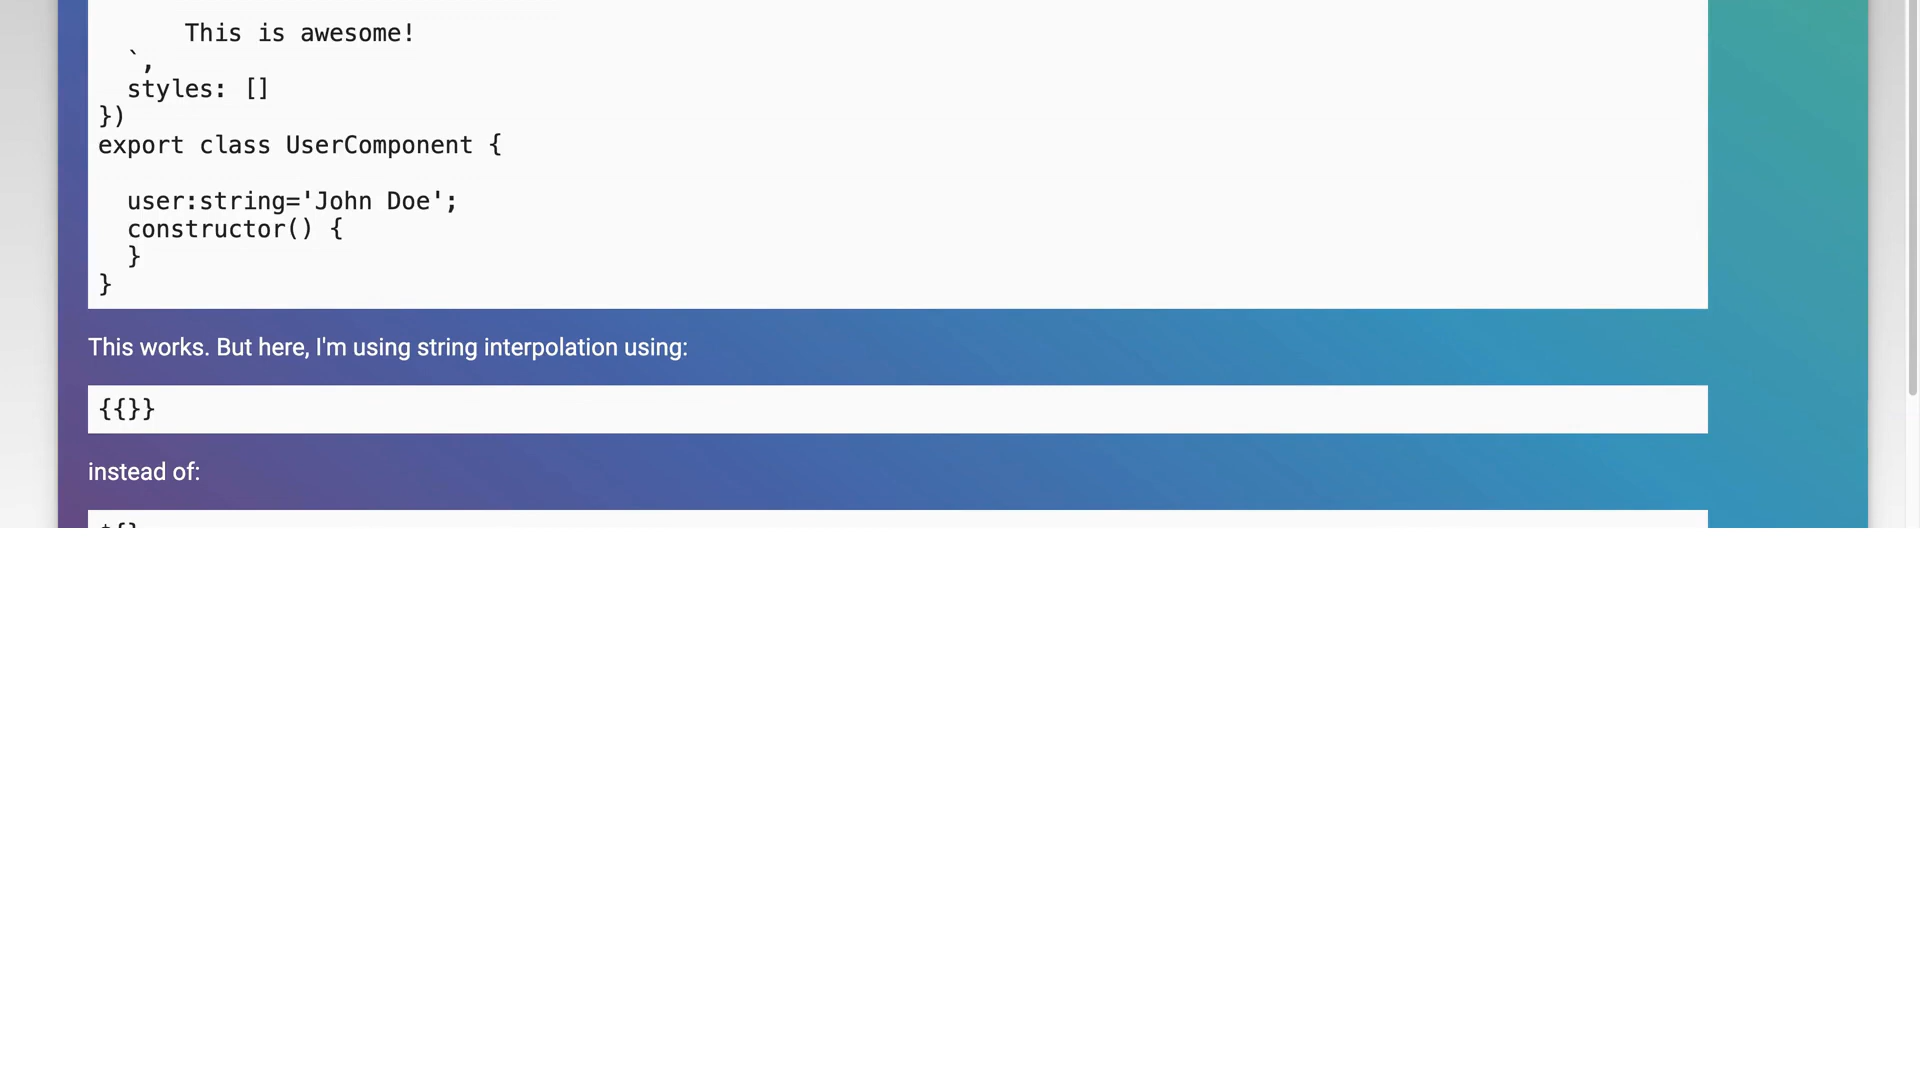 This is awesome!
`,
styles: []
})
export class UserComponent {
user:string='John Doe';
constructor() {
}
}
This works. But here, I'm using string interpolation using:
{{}}
instead of: